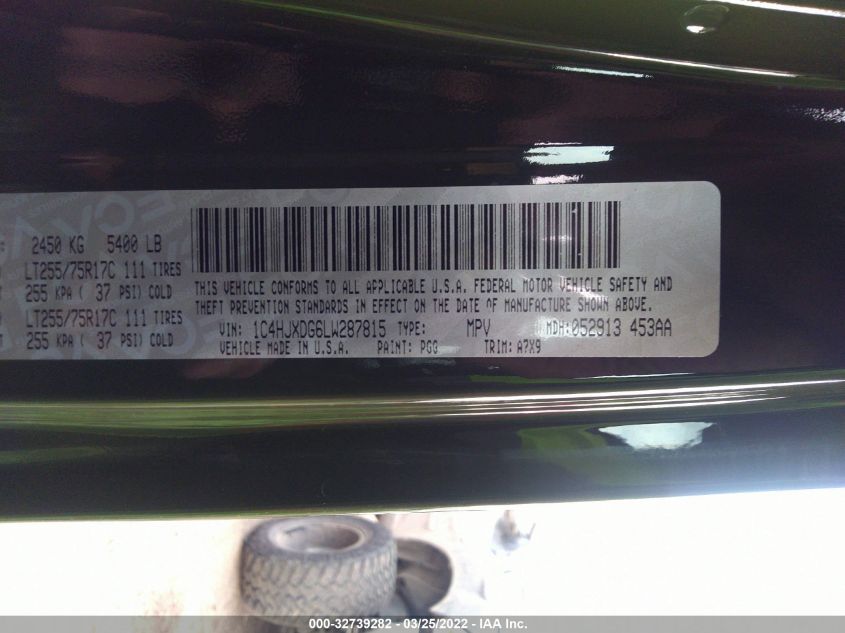 2450 KG 5400 LB
LT255/75R17C 111 TIRES
255 KPA ( 37 PSI) COLD
LT255/75R17C 111 TIRES
255 KPA ( 37 PSI) COLD
THIS VEHICLE CONFORMS TO ALL APPLICABLE U.S.A. FEDERAL MOTOR VEHICLE SAFETY AND
THEFT PREVENTION STANDARDS IN EFFECT ON THE DATE OF MANUFACTURE SHOWN ABOVE.
VIN: 1C4HJXDG6LW287815 TYPE: MPV MDH:052913 453AA
VEHICLE MADE IN U.S.A. PAINT: PGG TRIM: A7X9
000-32739282 - 03/25/2022 - IAA Inc.